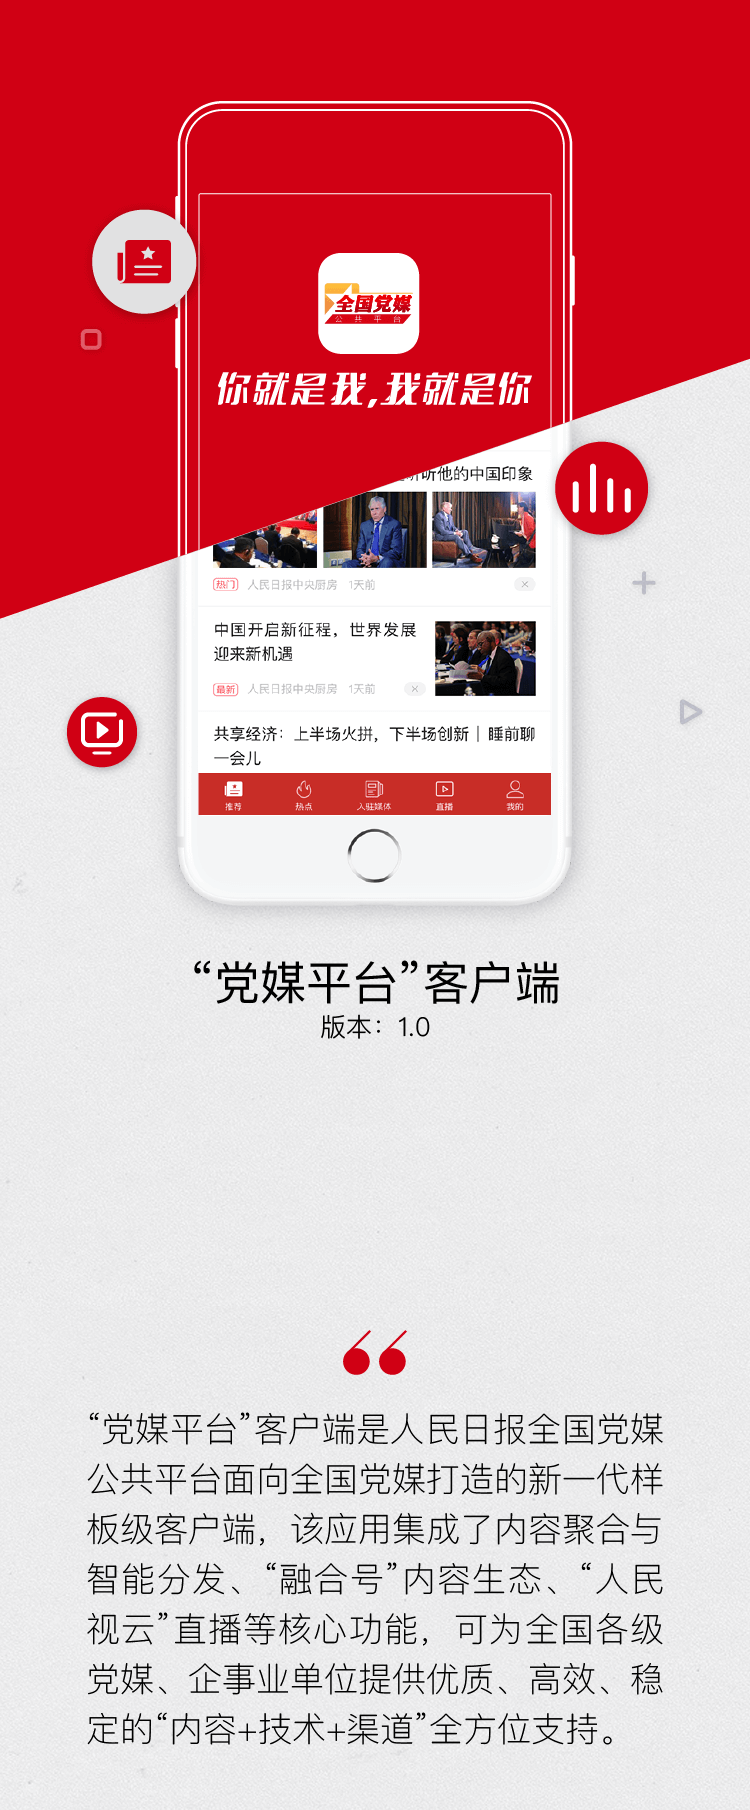 全国党媒
公共平台
你就是我,我就是你
听他的中国印象
热门 人民日报中央厨房 1天前
中国开启新征程，世界发展
迎来新机遇
最新 人民日报中央厨房 1天前
共享经济：上半场火拼，下半场创新｜睡前聊
一会儿
推荐 热点 入驻媒体 直播 我的
“党媒平台”客户端
版本：1.0
“党媒平台”客户端是人民日报全国党媒
公共平台面向全国党媒打造的新一代样
板级客户端，该应用集成了内容聚合与
智能分发、“融合号”内容生态、“人民
视云”直播等核心功能，可为全国各级
党媒、企事业单位提供优质、高效、稳
定的“内容+技术+渠道”全方位支持。